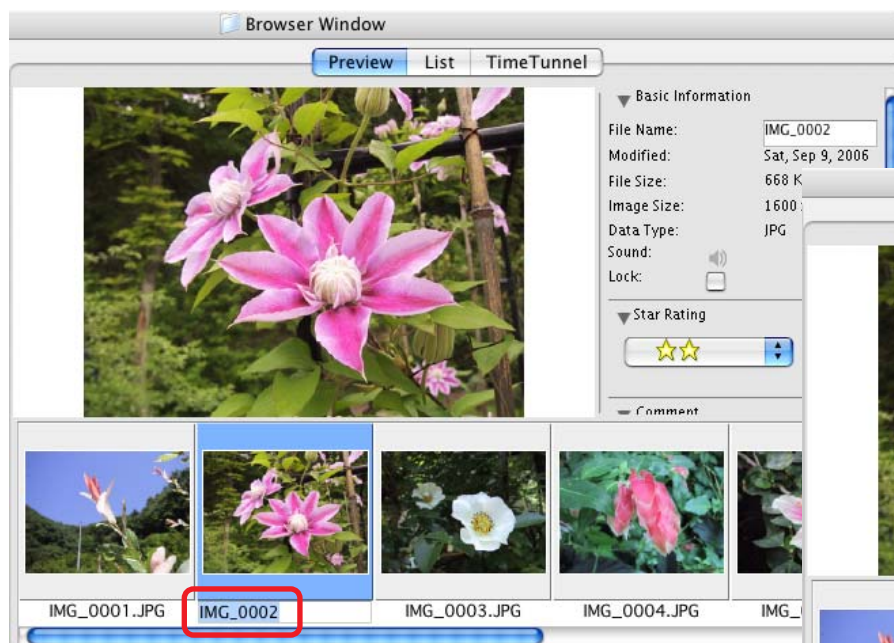 Browser Window
Preview List TimeTunnel
Basic Information
File Name: IMG_0002
Modified: Sat, Sep 9, 2006
File Size: 668 K
Image Size: 1600
Data Type: JPG
Sound:
Lock:
Star Rating
Comment
IMG_0001.JPG IMG_0002 IMG_0003.JPG IMG_0004.JPG IMG_